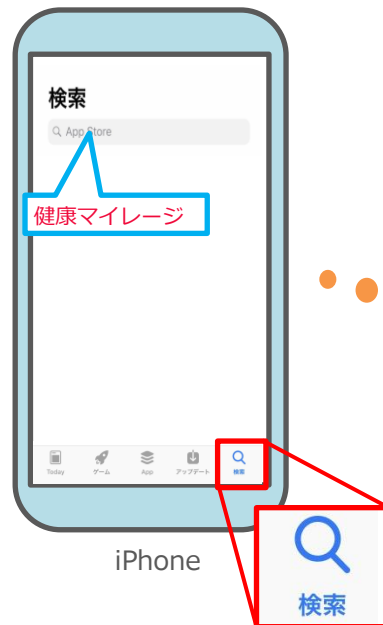 検索
App Store
健康マイレージ
Today
ゲーム
App
アップデート
検索
iPhone
検索